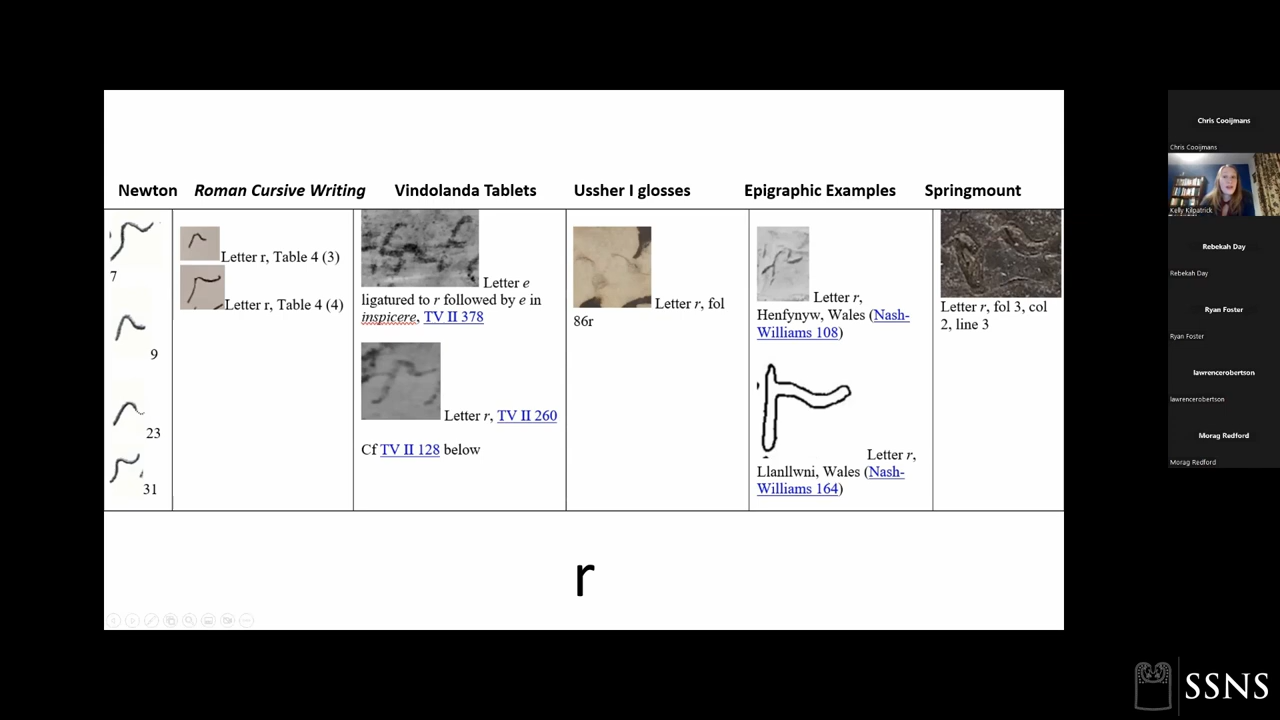 Newton Roman Cursive Writing Vindolanda Tablets Ussher I glosses Epigraphic Examples Springmount
7
9
23
31
Letter r, Table 4 (3)
Letter r, Table 4 (4)
Letter e
ligatured to r followed by e in
inspicere, TV II 378
Letter r, TV II 260
Cf TV II 128 below
Letter r, fol
86r
Letter r,
Henfynyw, Wales (Nash-
Williams 108)
Letter r,
Llanllwni, Wales (Nash-
Williams 164)
Letter r, fol 3, col
2, line 3
r
Chris Cooijmans
Chris Cooijmans
Kelly Kilpatrick
Rebekah Day
Rebekah Day
Ryan Foster
Ryan Foster
lawrencerobertson
lawrencerobertson
Morag Redford
Morag Redford
SSNS